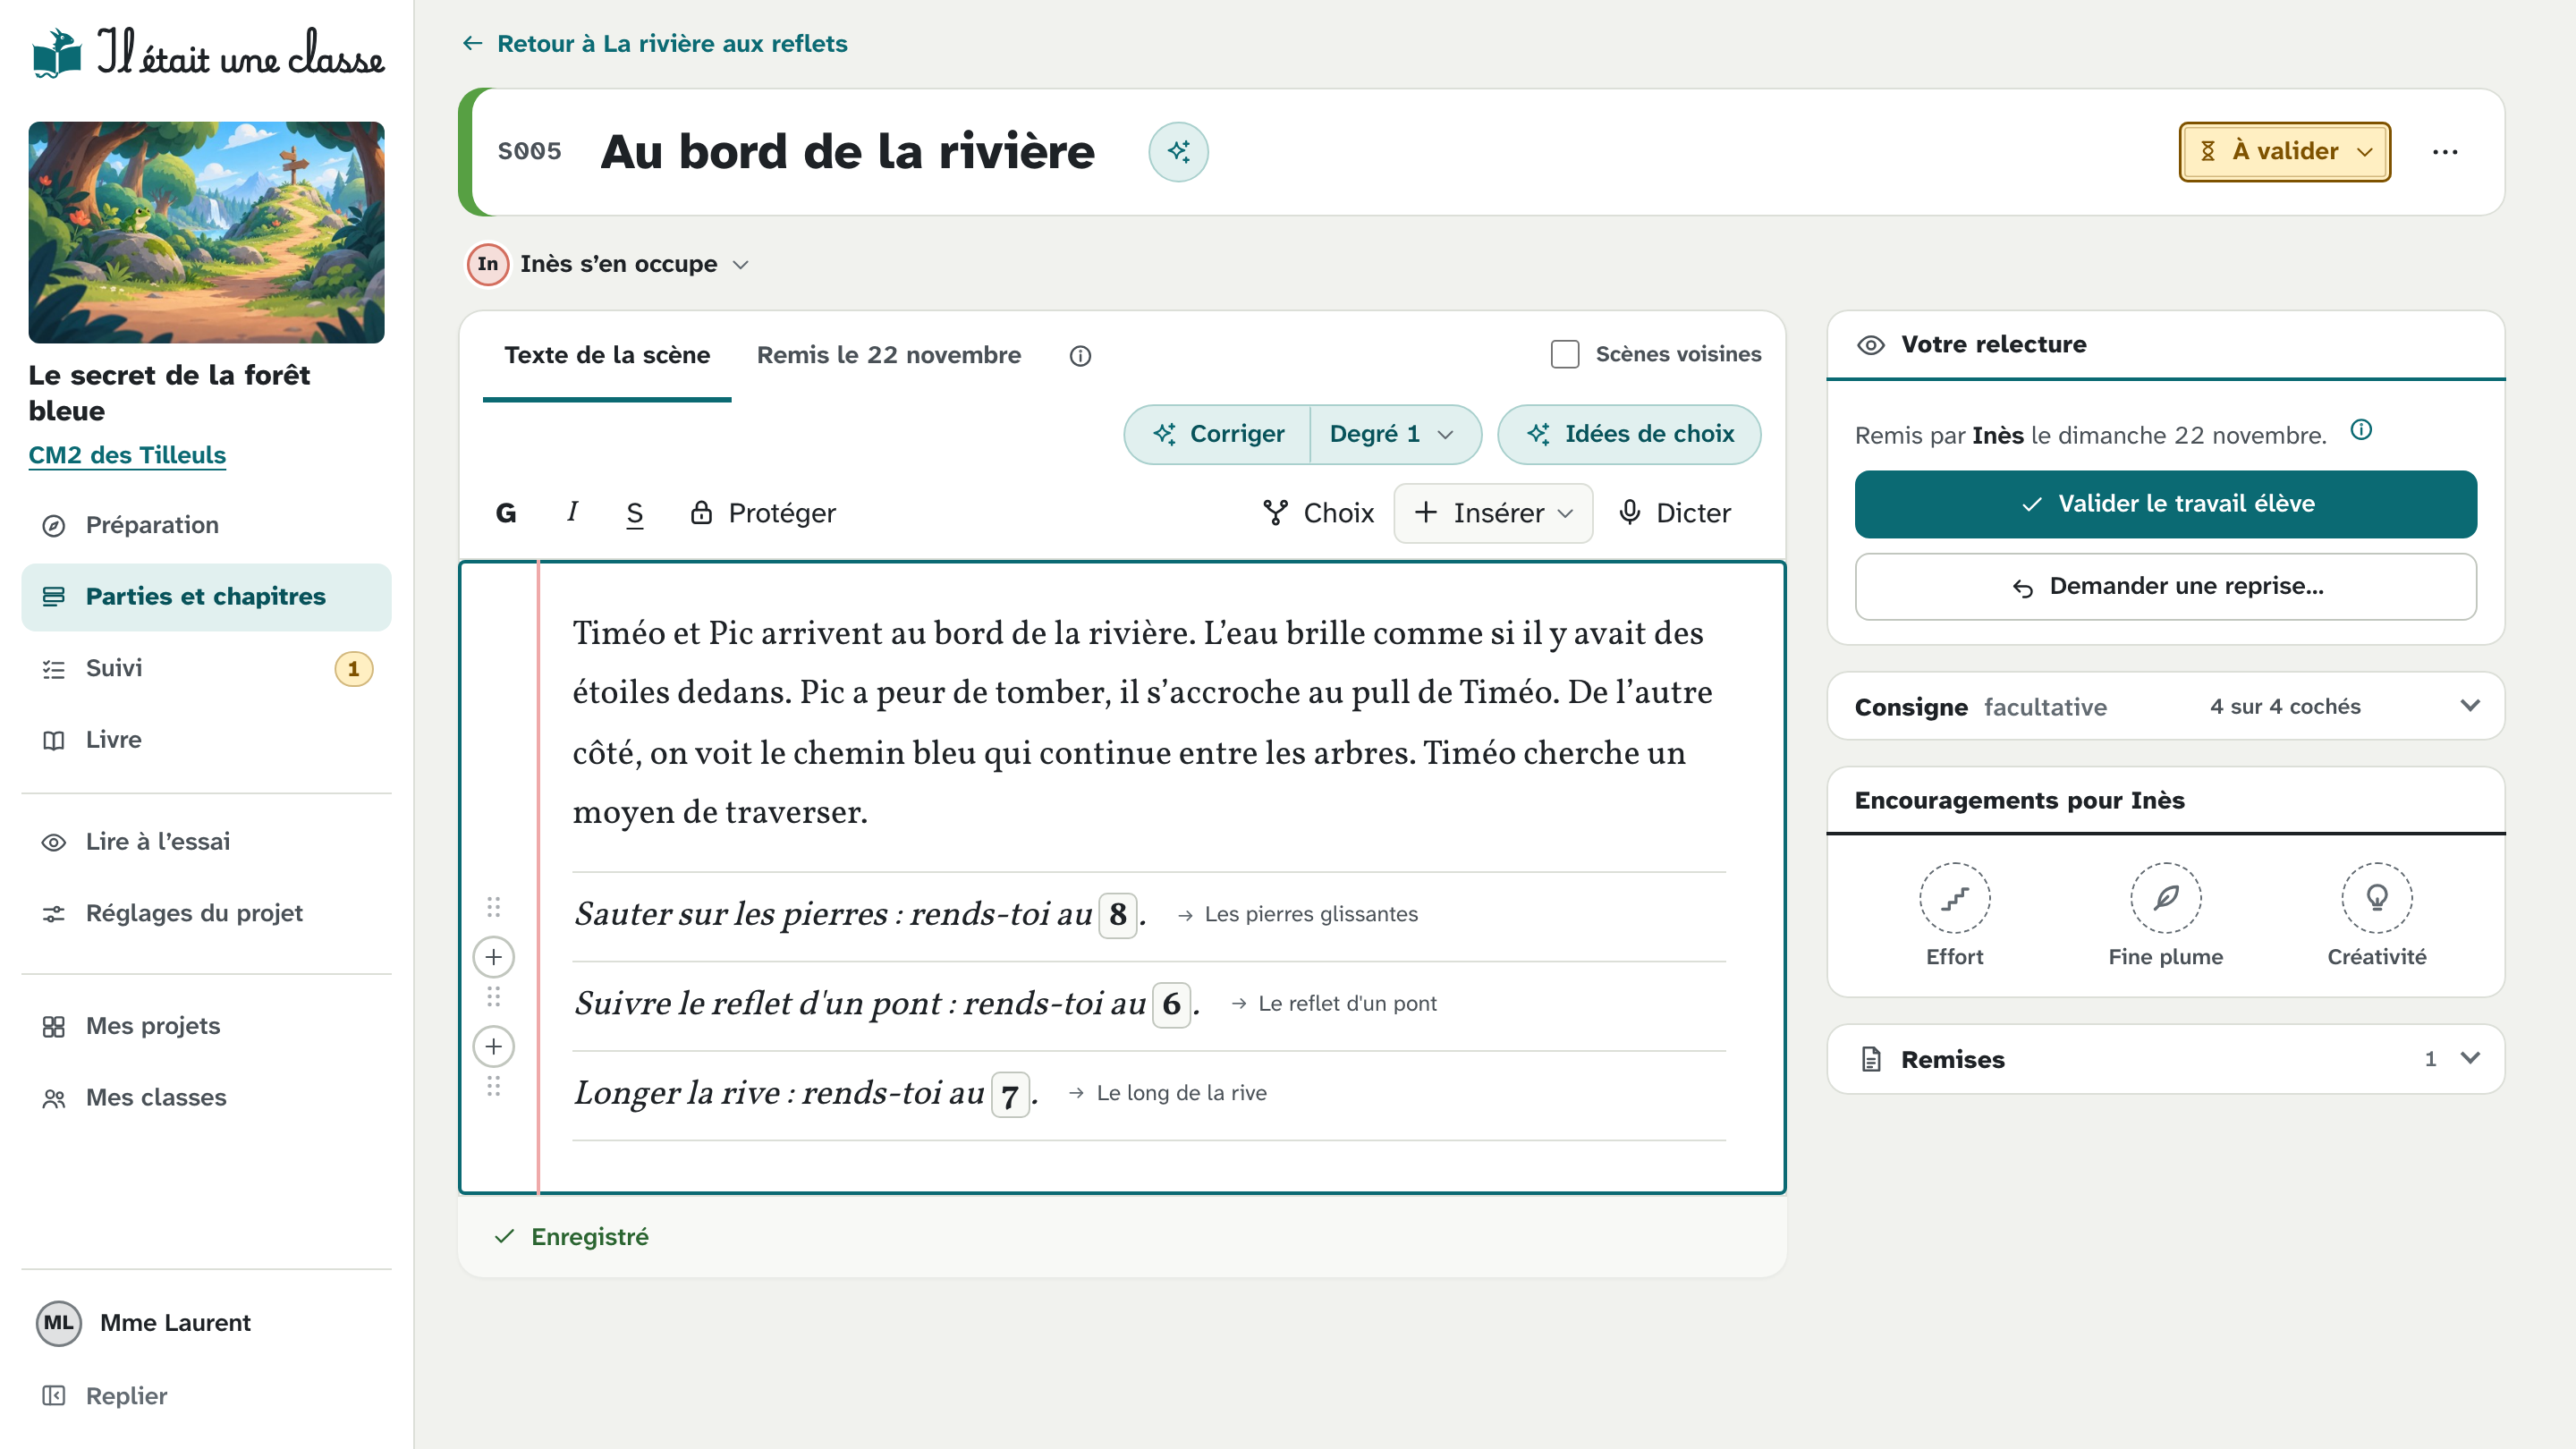 Il était une classe
Le secret de la forêt
bleue
CM2 des Tilleuls
Préparation
Parties et chapitres
Suivi 1
Livre
Lire à l’essai
Réglages du projet
Mes projets
Mes classes
ML Mme Laurent
Replier
← Retour à La rivière aux reflets
S005 Au bord de la rivière
À valider
In Inès s’en occupe
Texte de la scène Remis le 22 novembre Scènes voisines
Corriger Degré 1 Idées de choix
G I S Protéger Choix + Insérer Dicter
Timéo et Pic arrivent au bord de la rivière. L’eau brille comme si il y avait des
étoiles dedans. Pic a peur de tomber, il s’accroche au pull de Timéo. De l’autre
côté, on voit le chemin bleu qui continue entre les arbres. Timéo cherche un
moyen de traverser.
Sauter sur les pierres : rends-toi au 8. → Les pierres glissantes
Suivre le reflet d'un pont : rends-toi au 6. → Le reflet d'un pont
Longer la rive : rends-toi au 7. → Le long de la rive
Enregistré
Votre relecture
Remis par Inès le dimanche 22 novembre.
Valider le travail élève
Demander une reprise...
Consigne facultative 4 sur 4 cochés
Encouragements pour Inès
Effort Fine plume Créativité
Remises 1